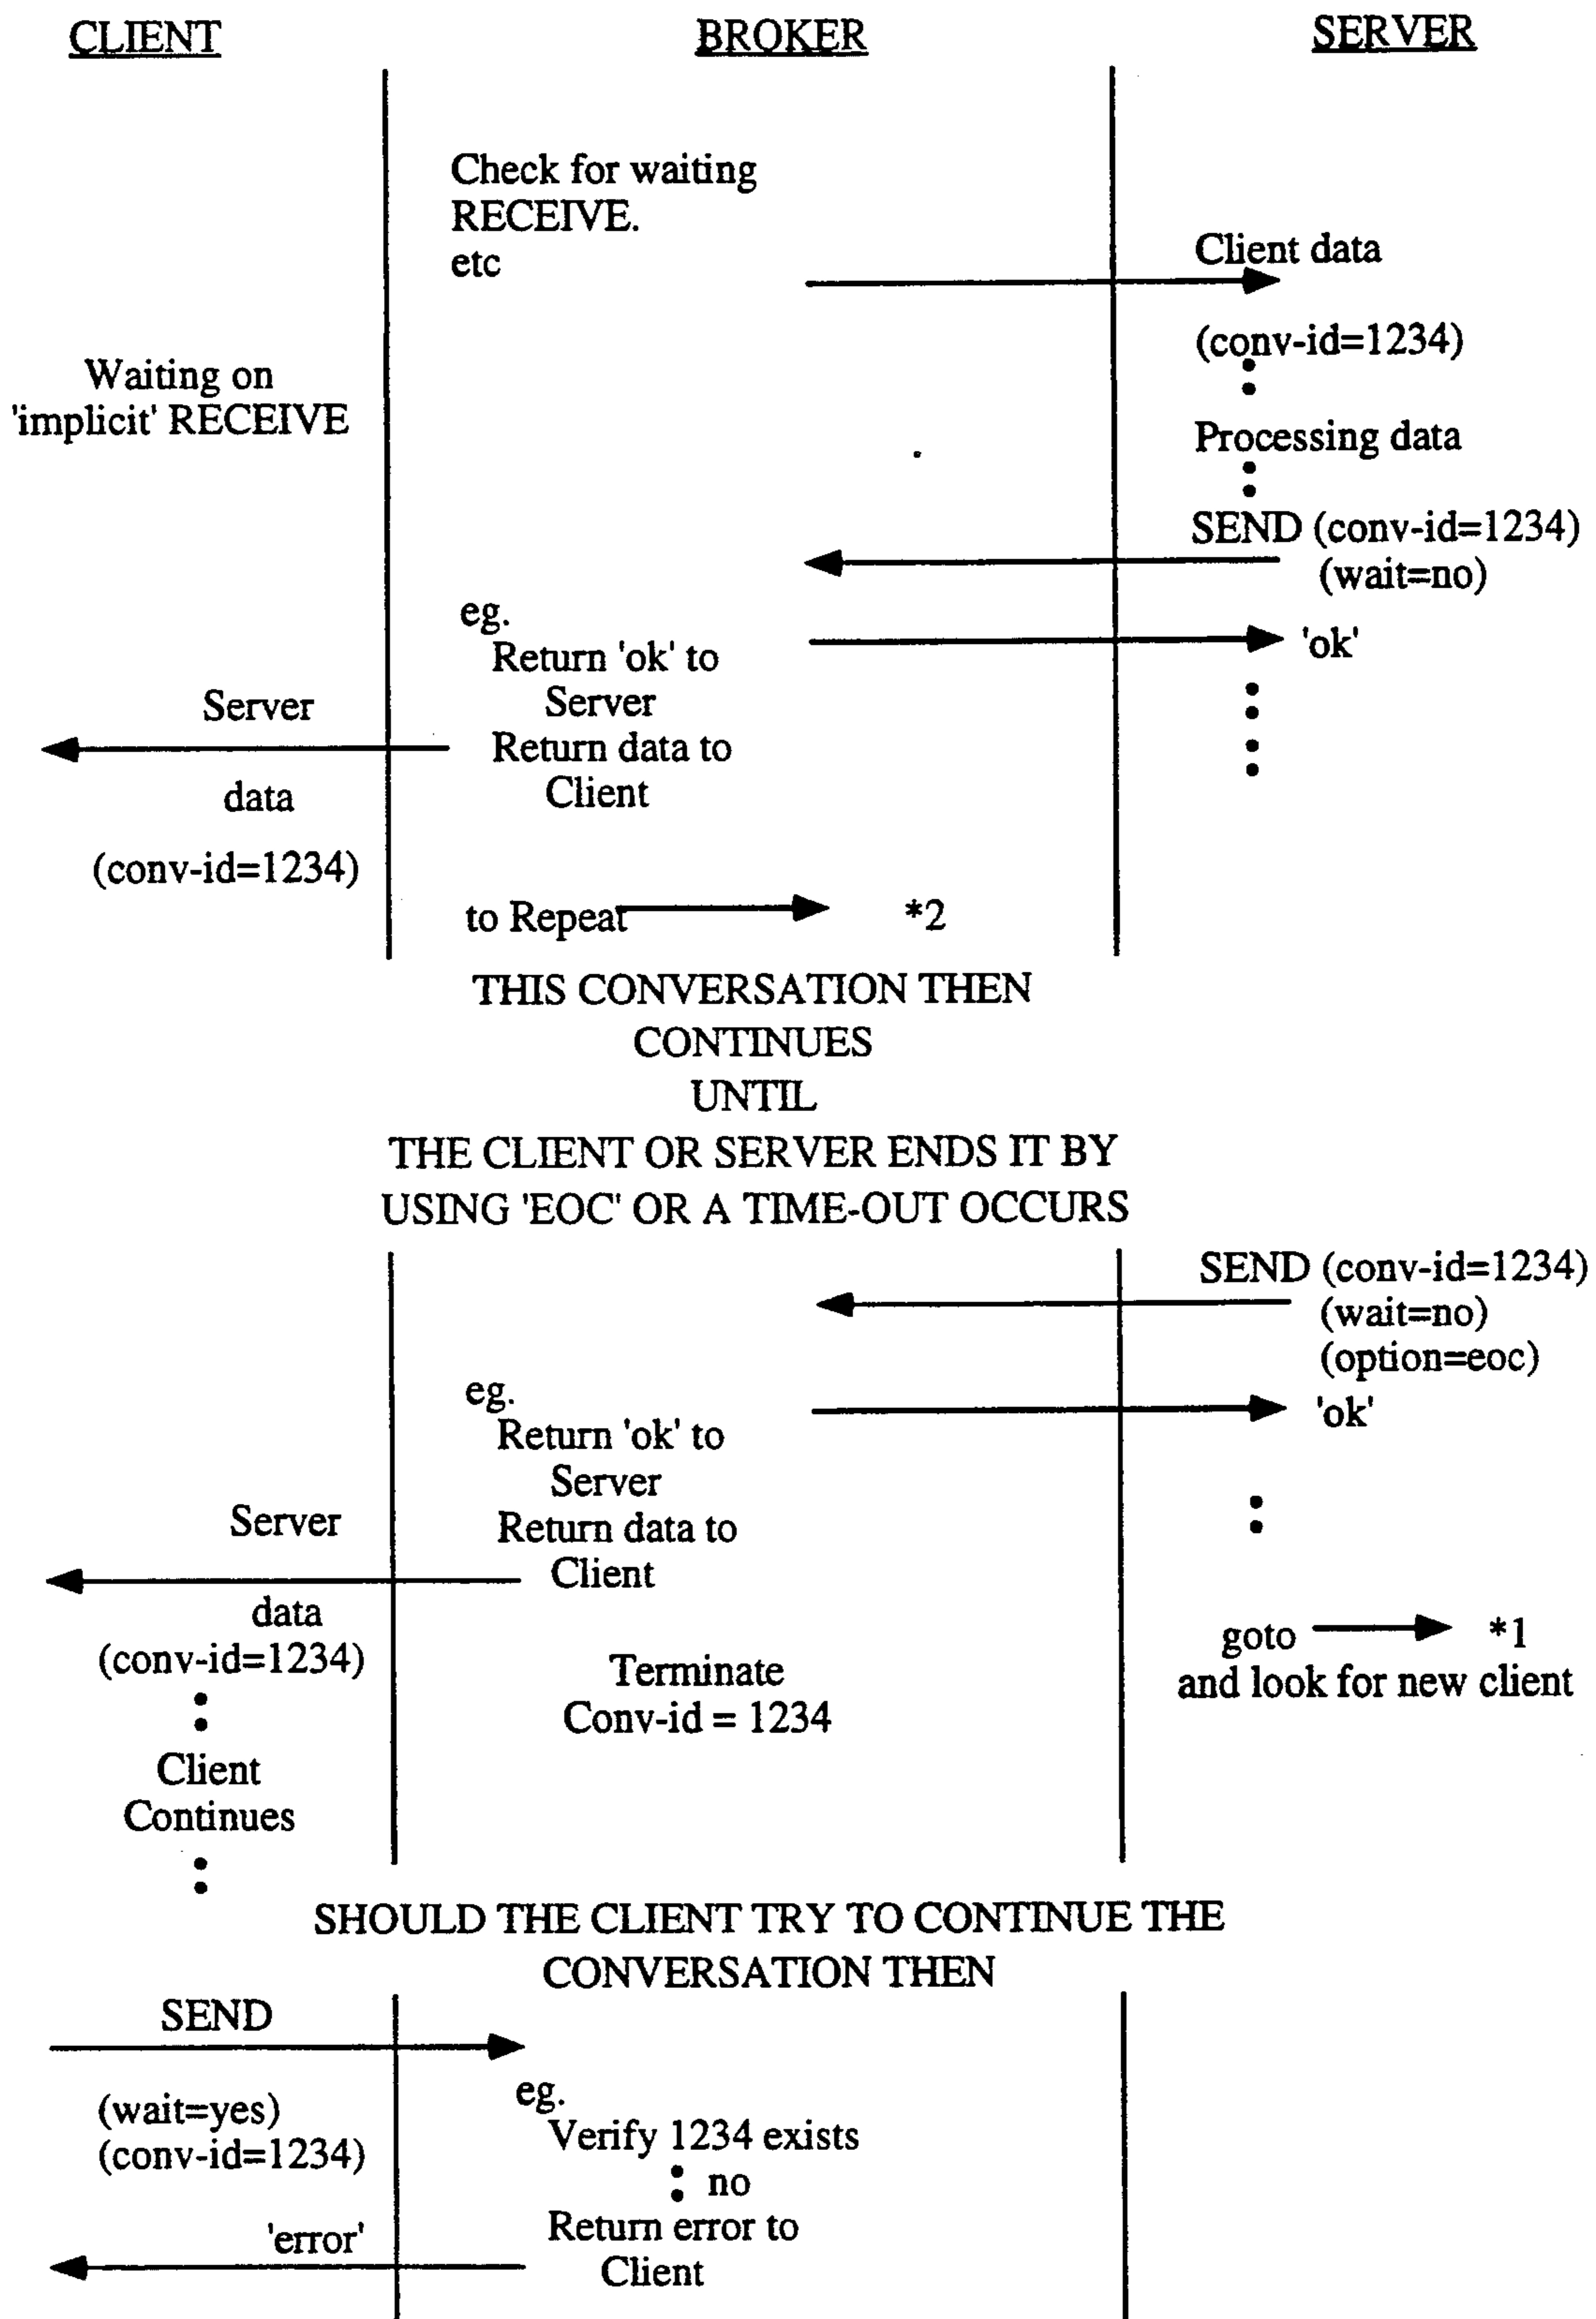 CLIENT
BROKER
SERVER
Check for waiting
RECEIVE.
etc
Client data
(conv-id=1234)
Waiting on
'implicit' RECEIVE
Processing data
SEND (conv-id=1234)
(wait=no)
eg.
Return 'ok' to
Server
Return data to
Client
'ok'
Server
data
(conv-id=1234)
to Repeat
*2
THIS CONVERSATION THEN
CONTINUES
UNTIL
THE CLIENT OR SERVER ENDS IT BY
USING 'EOC' OR A TIME-OUT OCCURS
SEND (conv-id=1234)
(wait=no)
(option=eoc)
eg.
Return 'ok' to
Server
Return data to
Client
'ok'
Server
data
(conv-id=1234)
goto
*1
and look for new client
Terminate
Conv-id = 1234
Client
Continues
SHOULD THE CLIENT TRY TO CONTINUE THE
CONVERSATION THEN
SEND
(wait=yes)
(conv-id=1234)
eg.
Verify 1234 exists
no
Return error to
Client
'error'